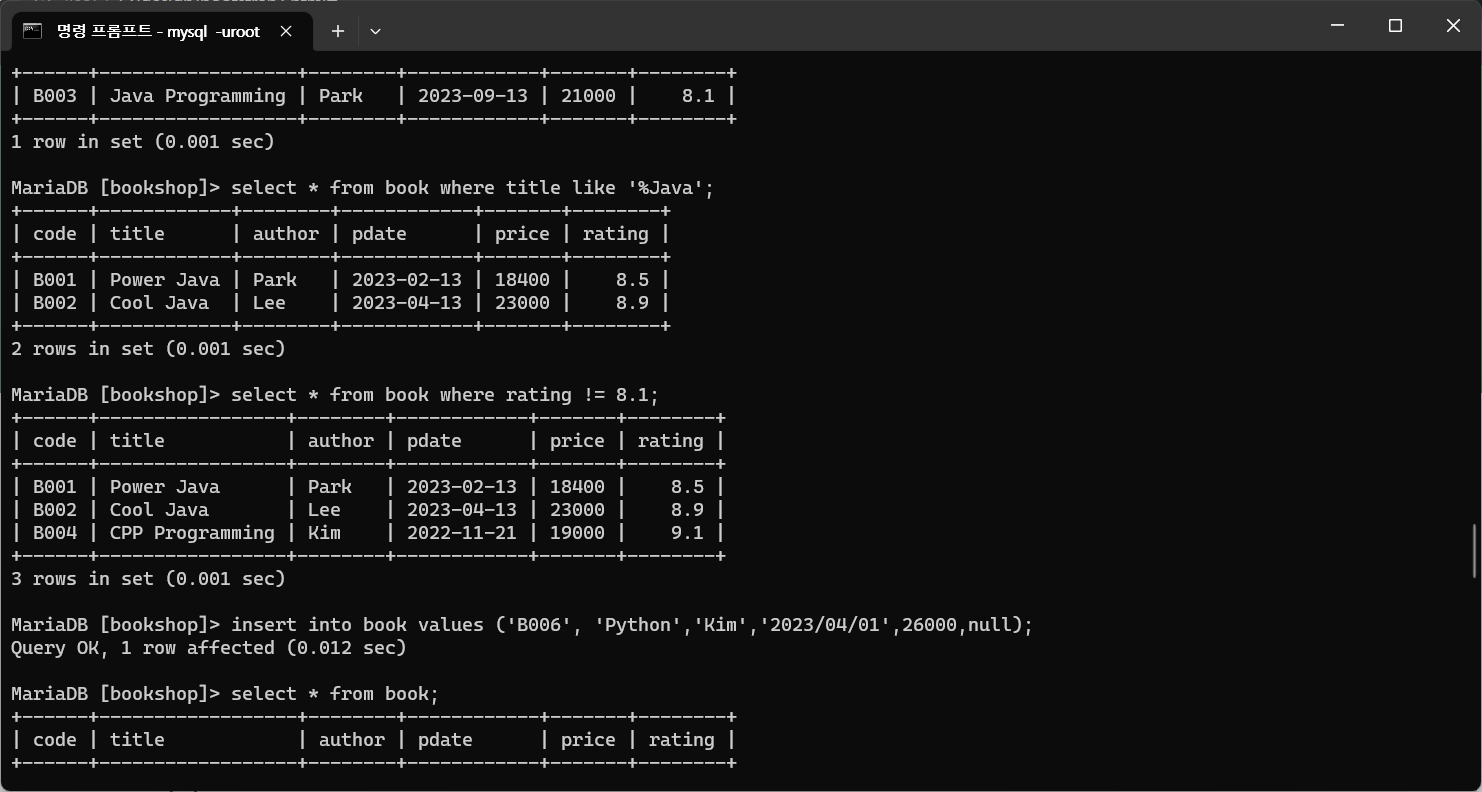 명령 프롬프트 - mysql -uroot
+------+------------------+--------+------------+-------+--------+
| B003 | Java Programming | Park   | 2023-09-13 | 21000 |    8.1 |
+------+------------------+--------+------------+-------+--------+
1 row in set (0.001 sec)

MariaDB [bookshop]> select * from book where title like '%Java';
+------+------------+--------+------------+-------+--------+
| code | title      | author | pdate      | price | rating |
+------+------------+--------+------------+-------+--------+
| B001 | Power Java | Park   | 2023-02-13 | 18400 |    8.5 |
| B002 | Cool Java  | Lee    | 2023-04-13 | 23000 |    8.9 |
+------+------------+--------+------------+-------+--------+
2 rows in set (0.001 sec)

MariaDB [bookshop]> select * from book where rating != 8.1;
+------+-----------------+--------+------------+-------+--------+
| code | title           | author | pdate      | price | rating |
+------+-----------------+--------+------------+-------+--------+
| B001 | Power Java      | Park   | 2023-02-13 | 18400 |    8.5 |
| B002 | Cool Java       | Lee    | 2023-04-13 | 23000 |    8.9 |
| B004 | CPP Programming | Kim    | 2022-11-21 | 19000 |    9.1 |
+------+-----------------+--------+------------+-------+--------+
3 rows in set (0.001 sec)

MariaDB [bookshop]> insert into book values ('B006', 'Python','Kim','2023/04/01',26000,null);
Query OK, 1 row affected (0.012 sec)

MariaDB [bookshop]> select * from book;
+------+------------------+--------+------------+-------+--------+
| code | title            | author | pdate      | price | rating |
+------+------------------+--------+------------+-------+--------+